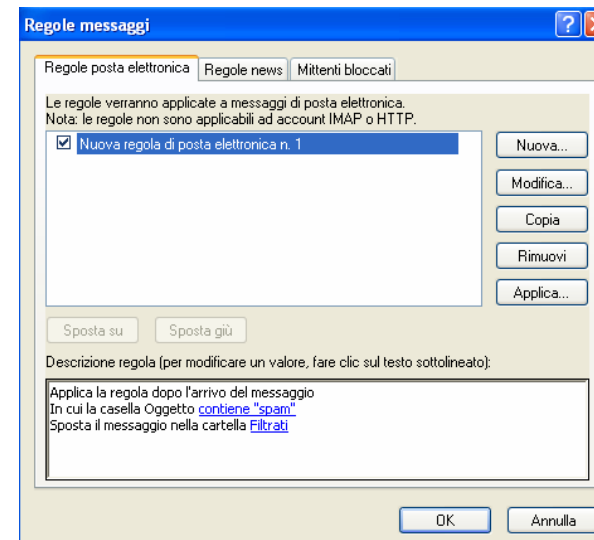 Regole messaggi
Regole posta elettronica Regole news Mittenti bloccati
Le regole verranno applicate a messaggi di posta elettronica.
Nota: le regole non sono applicabili ad account IMAP o HTTP.
Nuova regola di posta elettronica n. 1
Nuova...
Modifica...
Copia
Rimuovi
Applica...
Sposta su Sposta giù
Descrizione regola (per modificare un valore, fare clic sul testo sottolineato):
Applica la regola dopo l'arrivo del messaggio
In cui la casella Oggetto contiene "spam"
Sposta il messaggio nella cartella Filtrati
OK Annulla